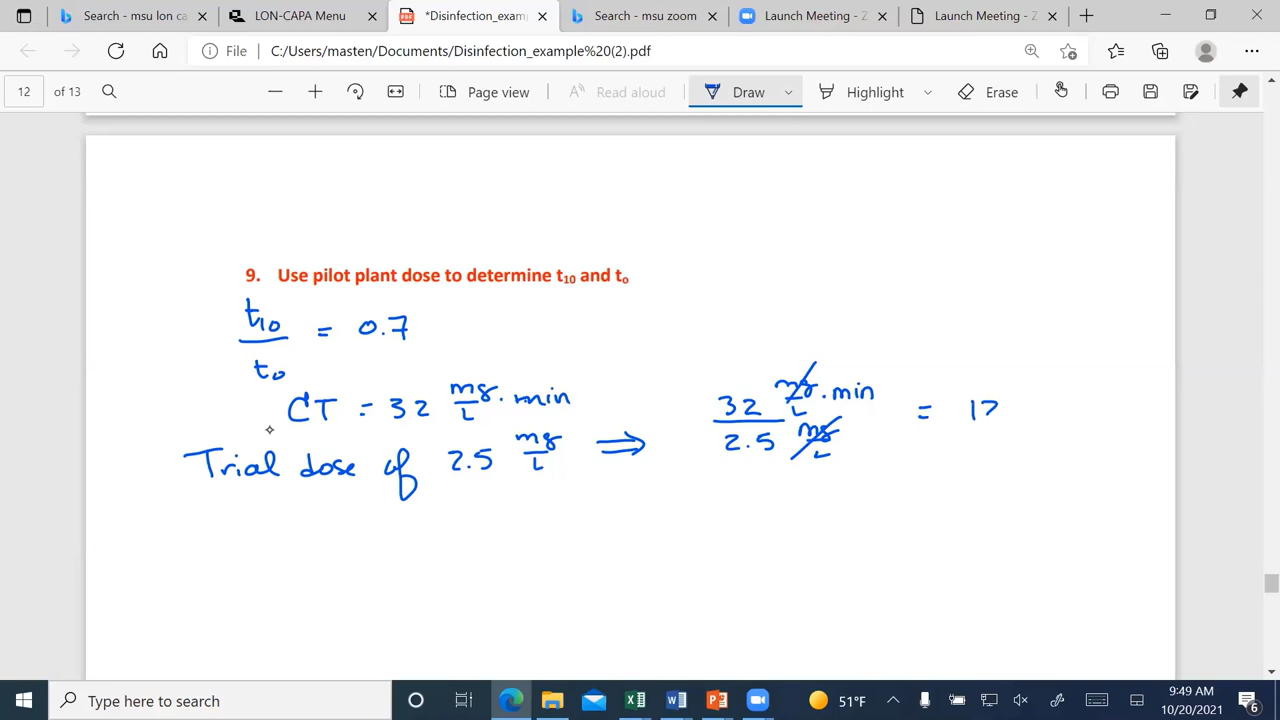 Search - msu lon ca
LON-CAPA Menu
*Disinfection_exam
Search - msu zoom
Launch Meeting - Z
Launch Meeting - Z
File C:/Users/masten/Documents/Disinfection_example%20(2).pdf
12 of 13
Page view
Read aloud
Draw
Highlight
Erase
9. Use pilot plant dose to determine t₁₀ and tₒ
t₁₀ / t₀ = 0.7
CT = 32 mg/L · min
32 mg/L · min / 2.5 mg/L = 12
Trial dose of 2.5 mg/L ⇒
Type here to search
51°F
9:49 AM
10/20/2021
6